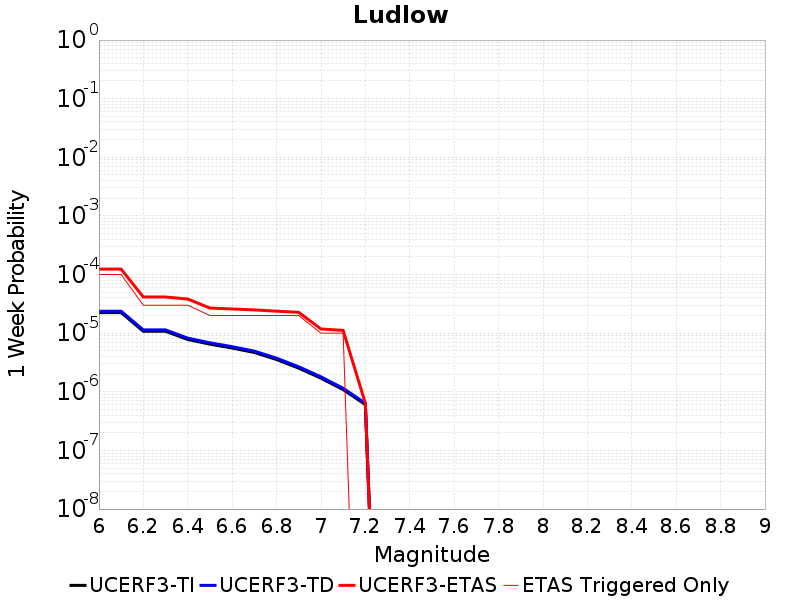 Ludlow
1 Week Probability
10^0
10^-1
10^-2
10^-3
10^-4
10^-5
10^-6
10^-7
10^-8
6 6.2 6.4 6.6 6.8 7 7.2 7.4 7.6 7.8 8 8.2 8.4 8.6 8.8 9
Magnitude
UCERF3-TI UCERF3-TD UCERF3-ETAS ETAS Triggered Only